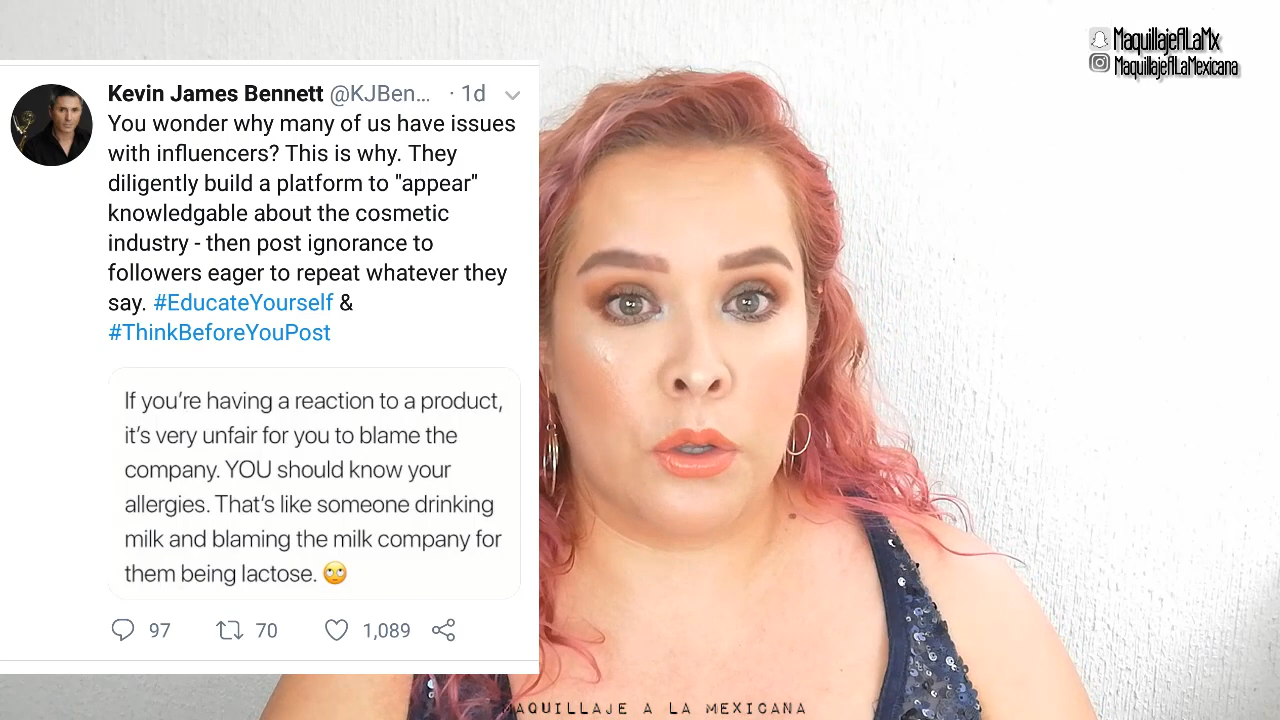 MaquillajeALaMx
MaquillajeALaMexicana
Kevin James Bennett @KJBen... · 1d
You wonder why many of us have issues
with influencers? This is why. They
diligently build a platform to "appear"
knowledgable about the cosmetic
industry - then post ignorance to
followers eager to repeat whatever they
say. #EducateYourself &
#ThinkBeforeYouPost
If you're having a reaction to a product,
it's very unfair for you to blame the
company. YOU should know your
allergies. That's like someone drinking
milk and blaming the milk company for
them being lactose. 🙄
97 70 1,089
MAQUILLAJE A LA MEXICANA